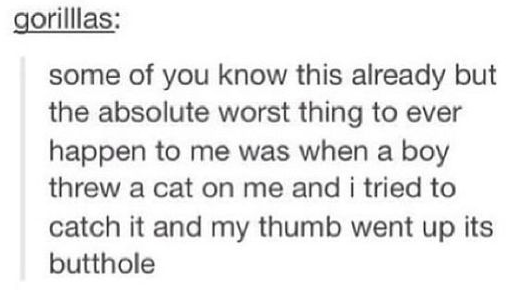 gorilllas:
some of you know this already but
the absolute worst thing to ever
happen to me was when a boy
threw a cat on me and i tried to
catch it and my thumb went up its
butthole